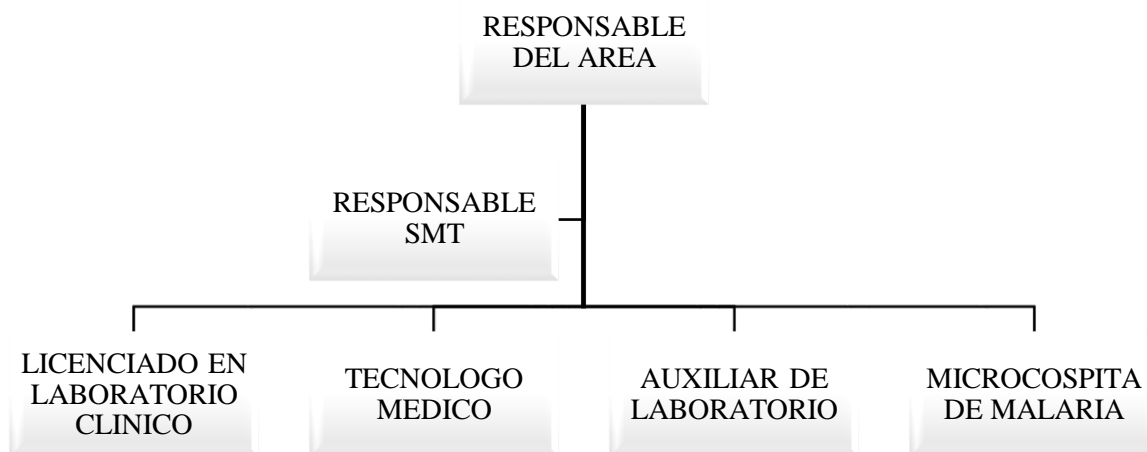 RESPONSABLE
DEL AREA
RESPONSABLE
SMT
LICENCIADO EN
LABORATORIO
CLINICO
TECNOLOGO
MEDICO
AUXILIAR DE
LABORATORIO
MICROCOSPITA
DE MALARIA